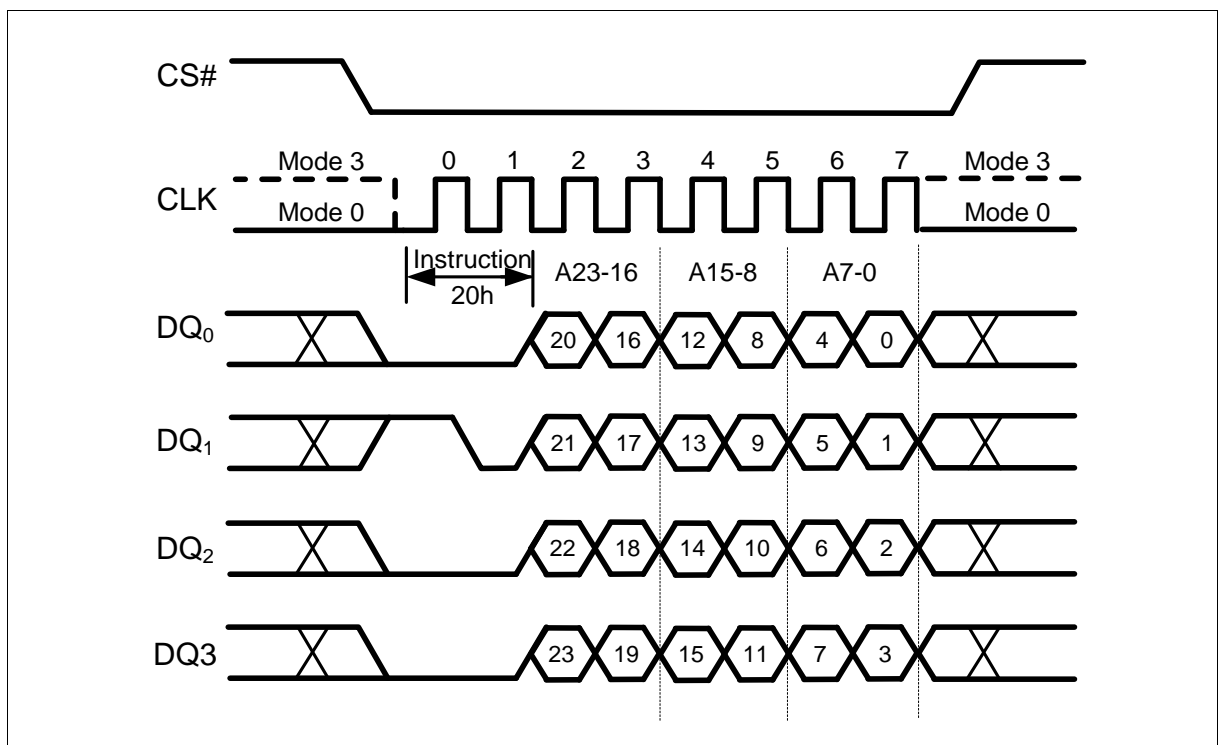 CS#
Mode 3 0 1 2 3 4 5 6 7 Mode 3
CLK
Mode 0 Mode 0
Instruction A23-16 A15-8 A7-0
20h
DQ0 20 16 12 8 4 0
DQ1 21 17 13 9 5 1
DQ2 22 18 14 10 6 2
DQ3 23 19 15 11 7 3